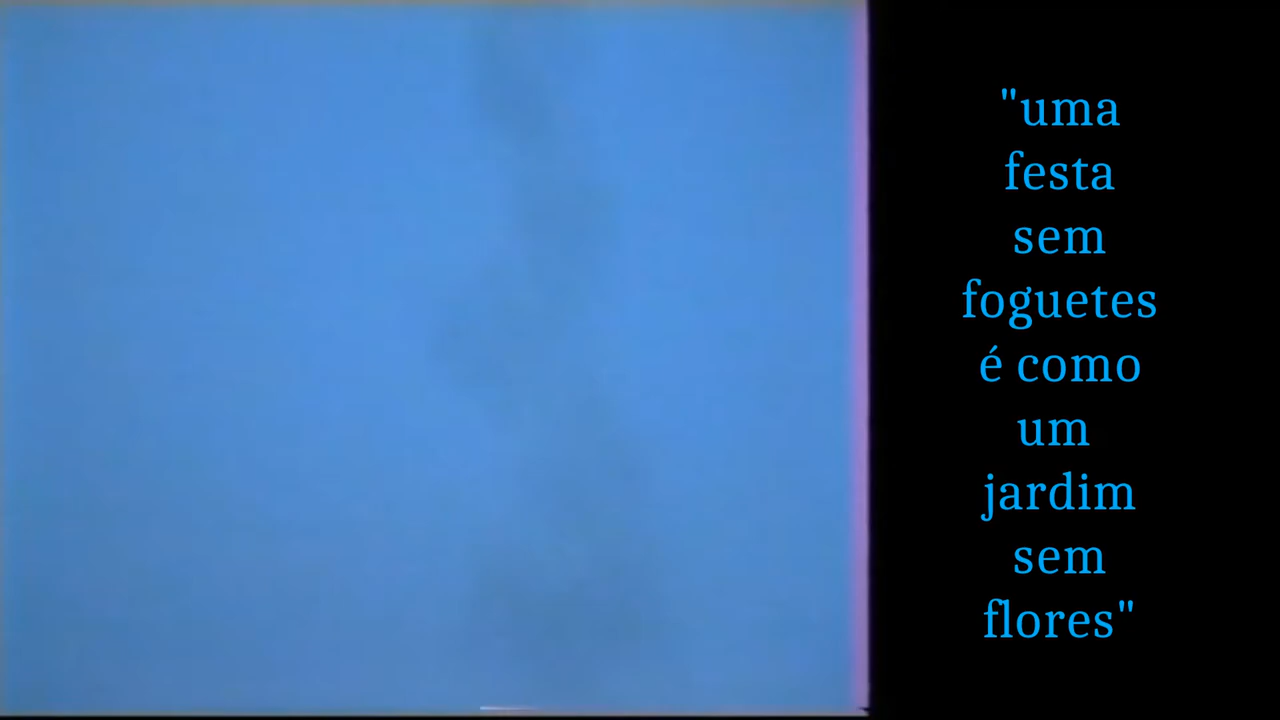 "uma
festa
sem
foguetes
é como
um
jardim
sem
flores"